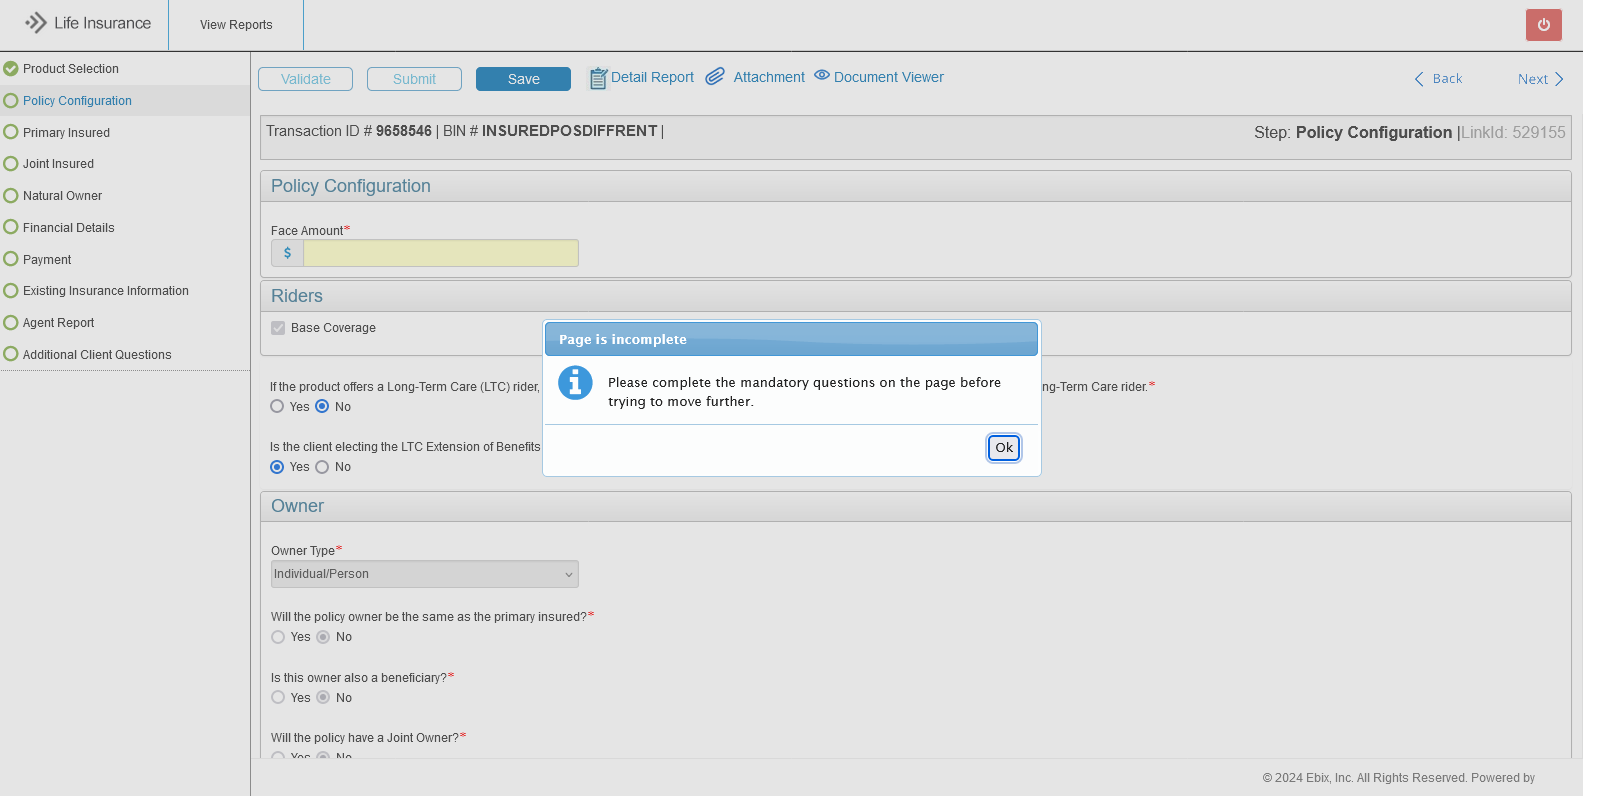 Life Insurance
View Reports
Product Selection
Policy Configuration
Primary Insured
Joint Insured
Natural Owner
Financial Details
Payment
Existing Insurance Information
Agent Report
Additional Client Questions
Validate
Submit
Save
Detail Report
Attachment
Document Viewer
Back
Next
Transaction ID # 9658546 | BIN # INSUREDPOSDIFFRENT |
Step: Policy Configuration |LinkId: 529155
Policy Configuration
Face Amount*
$
Riders
Base Coverage
Page is incomplete
Please complete the mandatory questions on the page before
trying to move further.
Ok
If the product offers a Long-Term Care (LTC) rider,
ng-Term Care rider.*
Yes No
Is the client electing the LTC Extension of Benefits
Yes No
Owner
Owner Type*
Individual/Person
Will the policy owner be the same as the primary insured?*
Yes No
Is this owner also a beneficiary?*
Yes No
Will the policy have a Joint Owner?*
Yes No
© 2024 Ebix, Inc. All Rights Reserved. Powered by